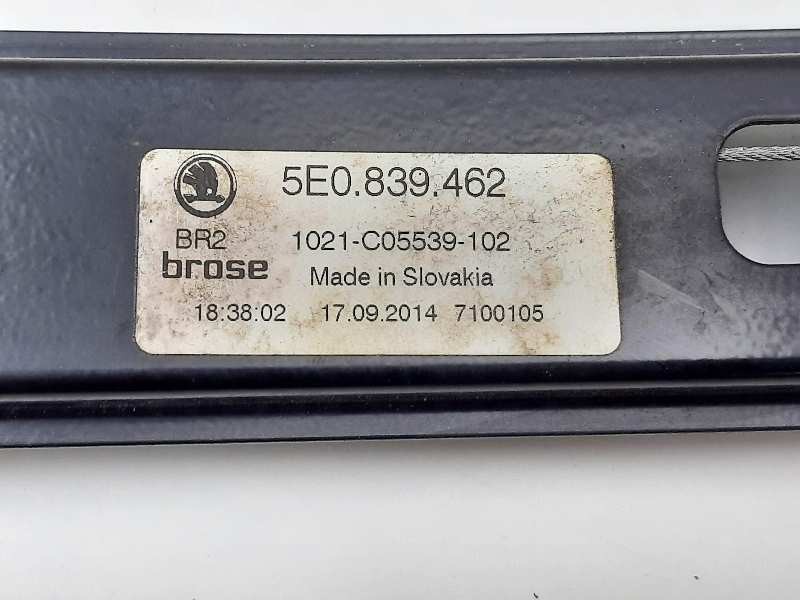 5E0.839.462
BR2 1021-C05539-102
brose Made in Slovakia
18:38:02 17.09.2014 7100105